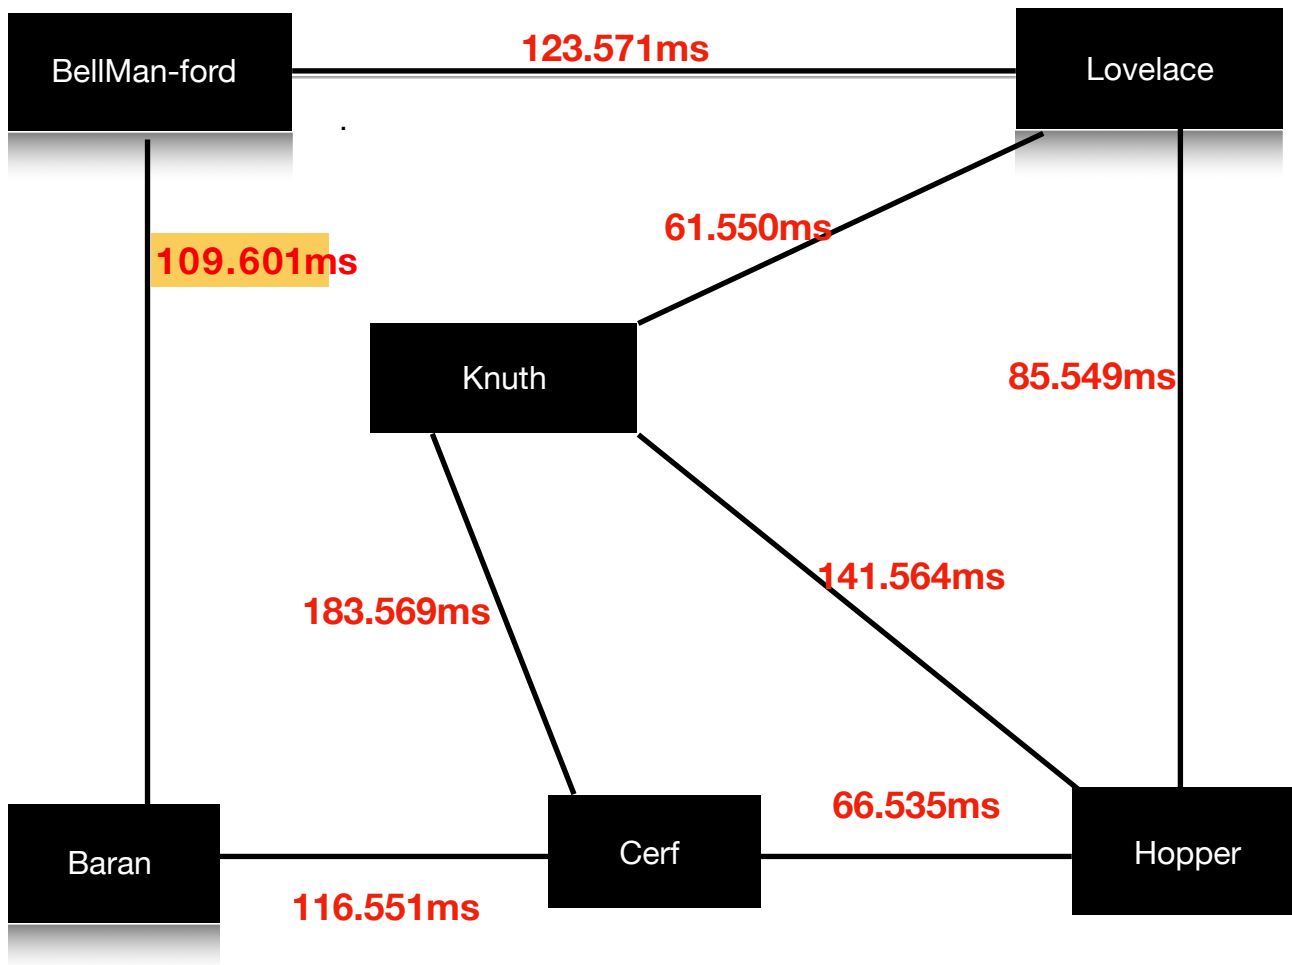 123.571ms
BellMan-ford
Lovelace
.
61.550ms
109.601ms
Knuth
85.549ms
141.564ms
183.569ms
66.535ms
Baran
Cerf
Hopper
116.551ms